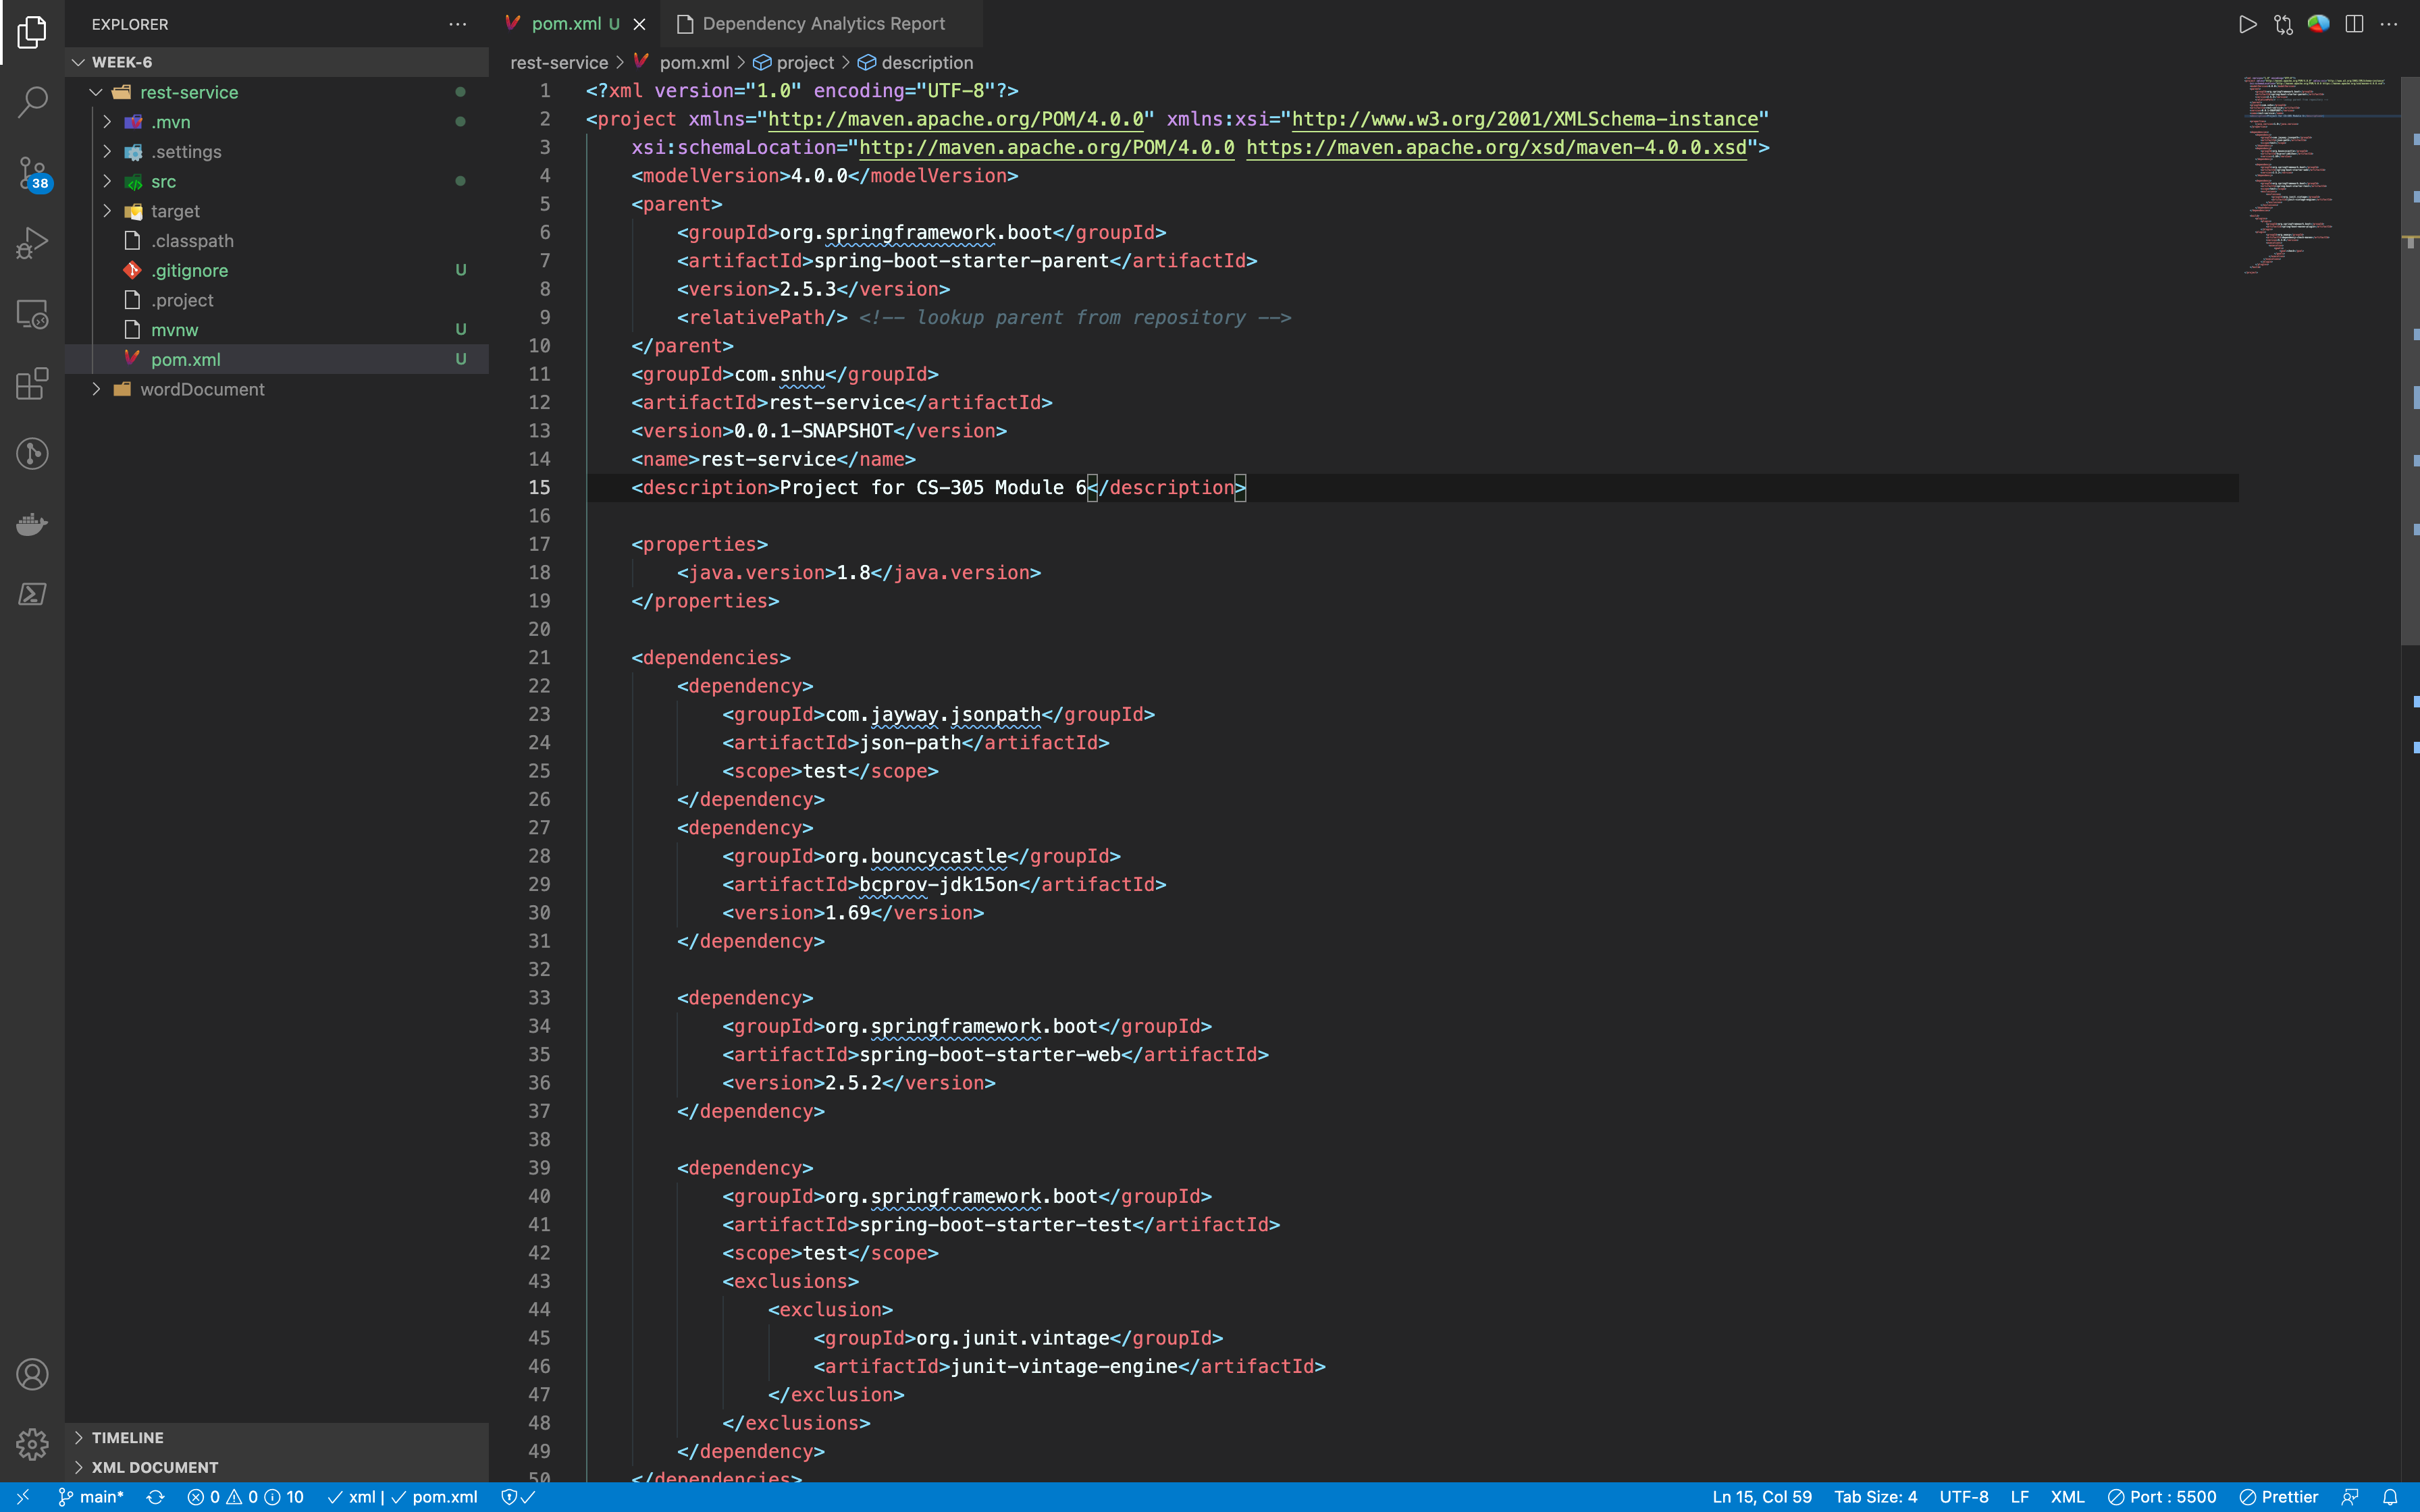 EXPLORER
WEEK-6
rest-service
.mvn
.settings
src
target
.classpath
.gitignore U
.project
mvnw U
pom.xml U
wordDocument
TIMELINE
XML DOCUMENT
38
pom.xml U
Dependency Analytics Report
rest-service > pom.xml > project > description
1 <?xml version="1.0" encoding="UTF-8"?>
2 <project xmlns="http://maven.apache.org/POM/4.0.0" xmlns:xsi="http://www.w3.org/2001/XMLSchema-instance"
3 xsi:schemaLocation="http://maven.apache.org/POM/4.0.0 https://maven.apache.org/xsd/maven-4.0.0.xsd">
4 <modelVersion>4.0.0</modelVersion>
5 <parent>
6 <groupId>org.springframework.boot</groupId>
7 <artifactId>spring-boot-starter-parent</artifactId>
8 <version>2.5.3</version>
9 <relativePath/> <!-- lookup parent from repository -->
10 </parent>
11 <groupId>com.snhu</groupId>
12 <artifactId>rest-service</artifactId>
13 <version>0.0.1-SNAPSHOT</version>
14 <name>rest-service</name>
15 <description>Project for CS-305 Module 6</description>
16
17 <properties>
18 <java.version>1.8</java.version>
19 </properties>
20
21 <dependencies>
22 <dependency>
23 <groupId>com.jayway.jsonpath</groupId>
24 <artifactId>json-path</artifactId>
25 <scope>test</scope>
26 </dependency>
27 <dependency>
28 <groupId>org.bouncycastle</groupId>
29 <artifactId>bcprov-jdk15on</artifactId>
30 <version>1.69</version>
31 </dependency>
32
33 <dependency>
34 <groupId>org.springframework.boot</groupId>
35 <artifactId>spring-boot-starter-web</artifactId>
36 <version>2.5.2</version>
37 </dependency>
38
39 <dependency>
40 <groupId>org.springframework.boot</groupId>
41 <artifactId>spring-boot-starter-test</artifactId>
42 <scope>test</scope>
43 <exclusions>
44 <exclusion>
45 <groupId>org.junit.vintage</groupId>
46 <artifactId>junit-vintage-engine</artifactId>
47 </exclusion>
48 </exclusions>
49 </dependency>
50 </dependencies>
main* 0 0 10 xml | pom.xml Ln 15, Col 59 Tab Size: 4 UTF-8 LF XML Port : 5500 Prettier